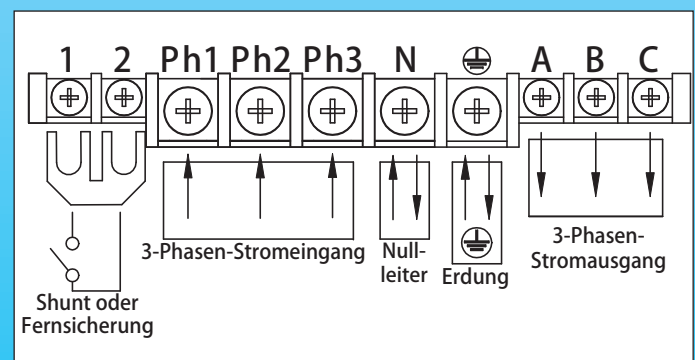 1 2 Ph1 Ph2 Ph3 N A B C
3-Phasen-Stromeingang
Null-
leiter
Erdung
3-Phasen-
Stromausgang
Shunt oder
Fernsicherung